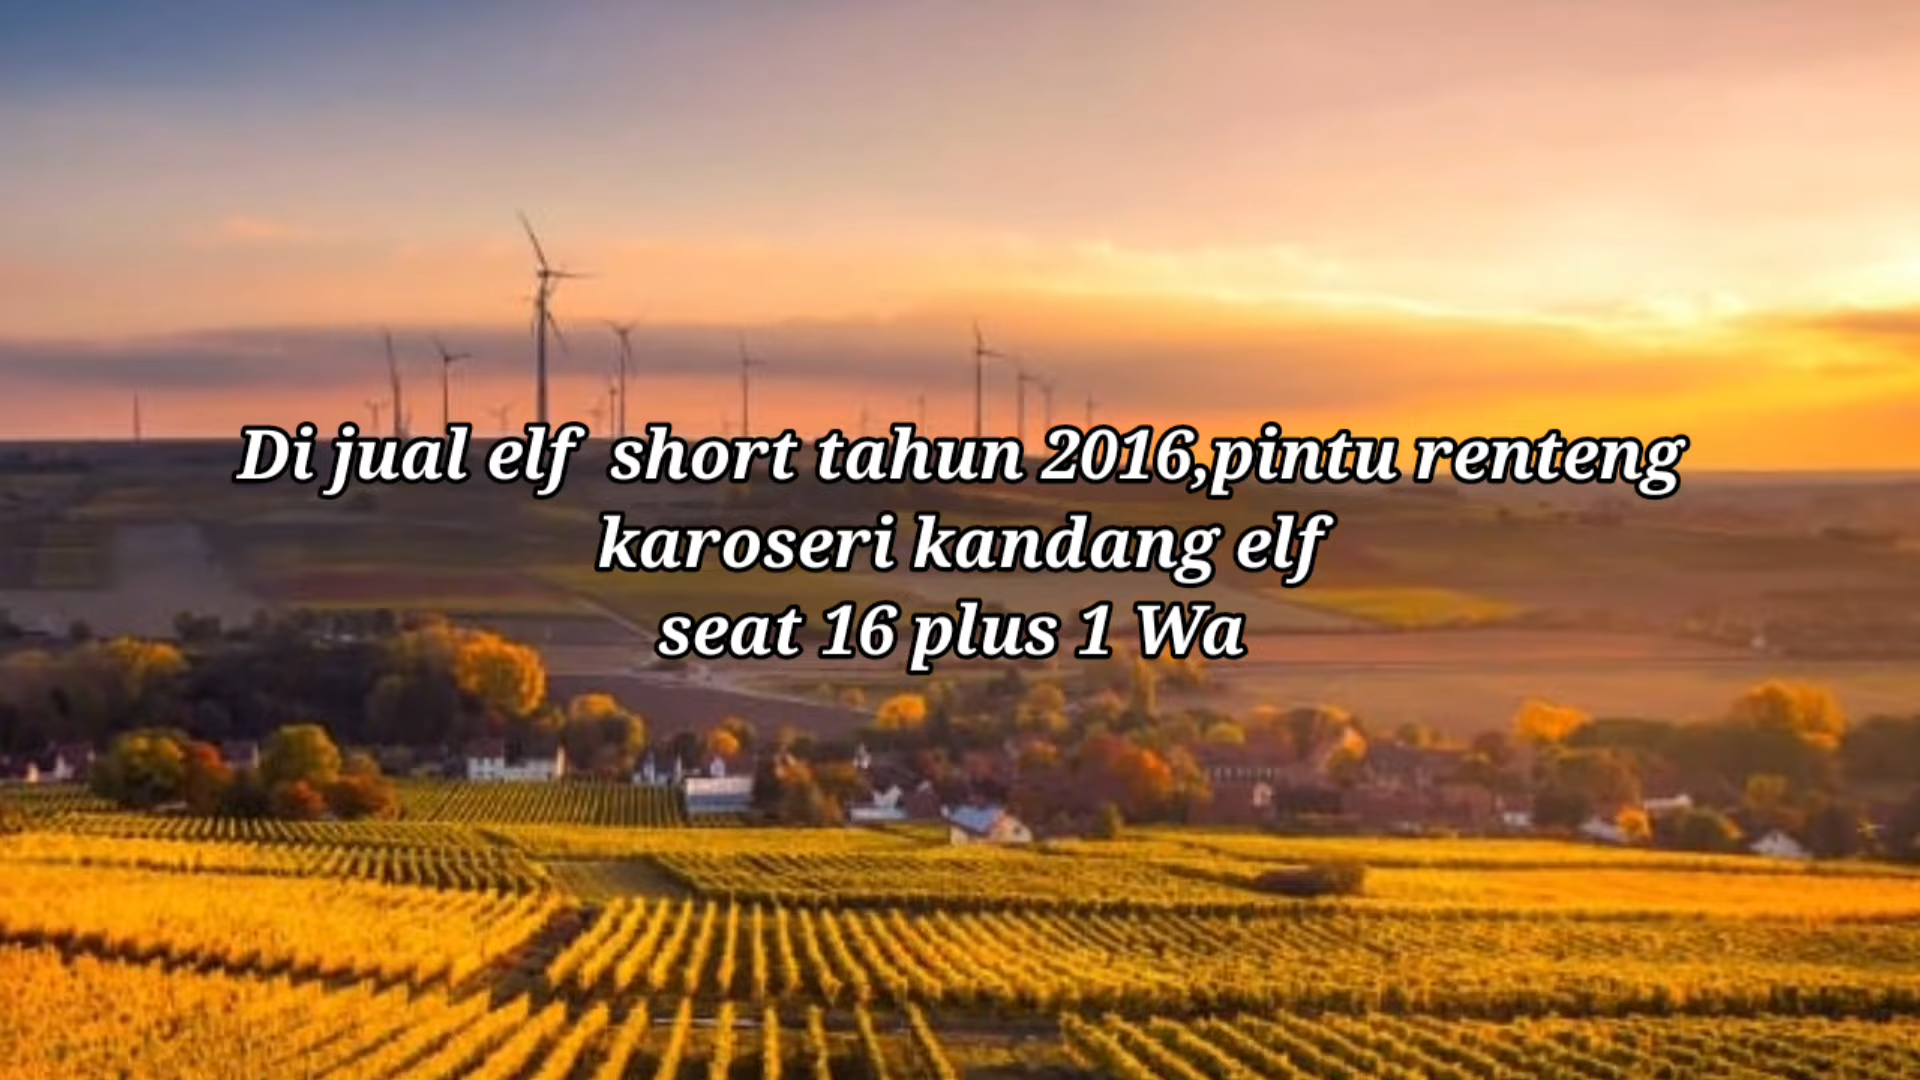 Di jual elf  short tahun 2016,pintu renteng
karoseri kandang elf
seat 16 plus 1 Wa